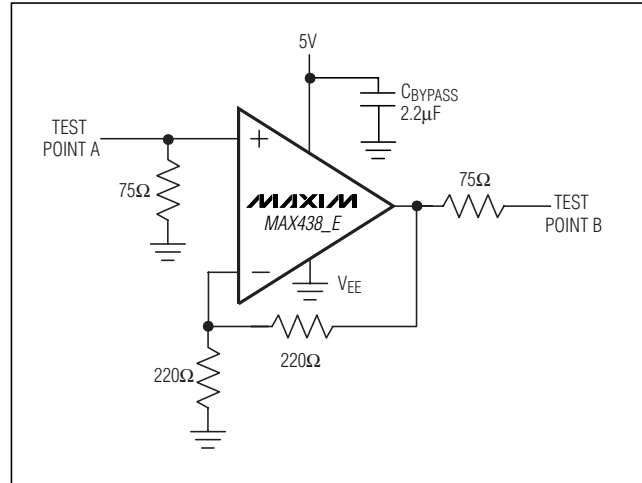 5V
CBYPASS
2.2µF
TEST
POINT A
+
75Ω
MAXIM
MAX438_E
75Ω
TEST
POINT B
−
VEE
220Ω
220Ω